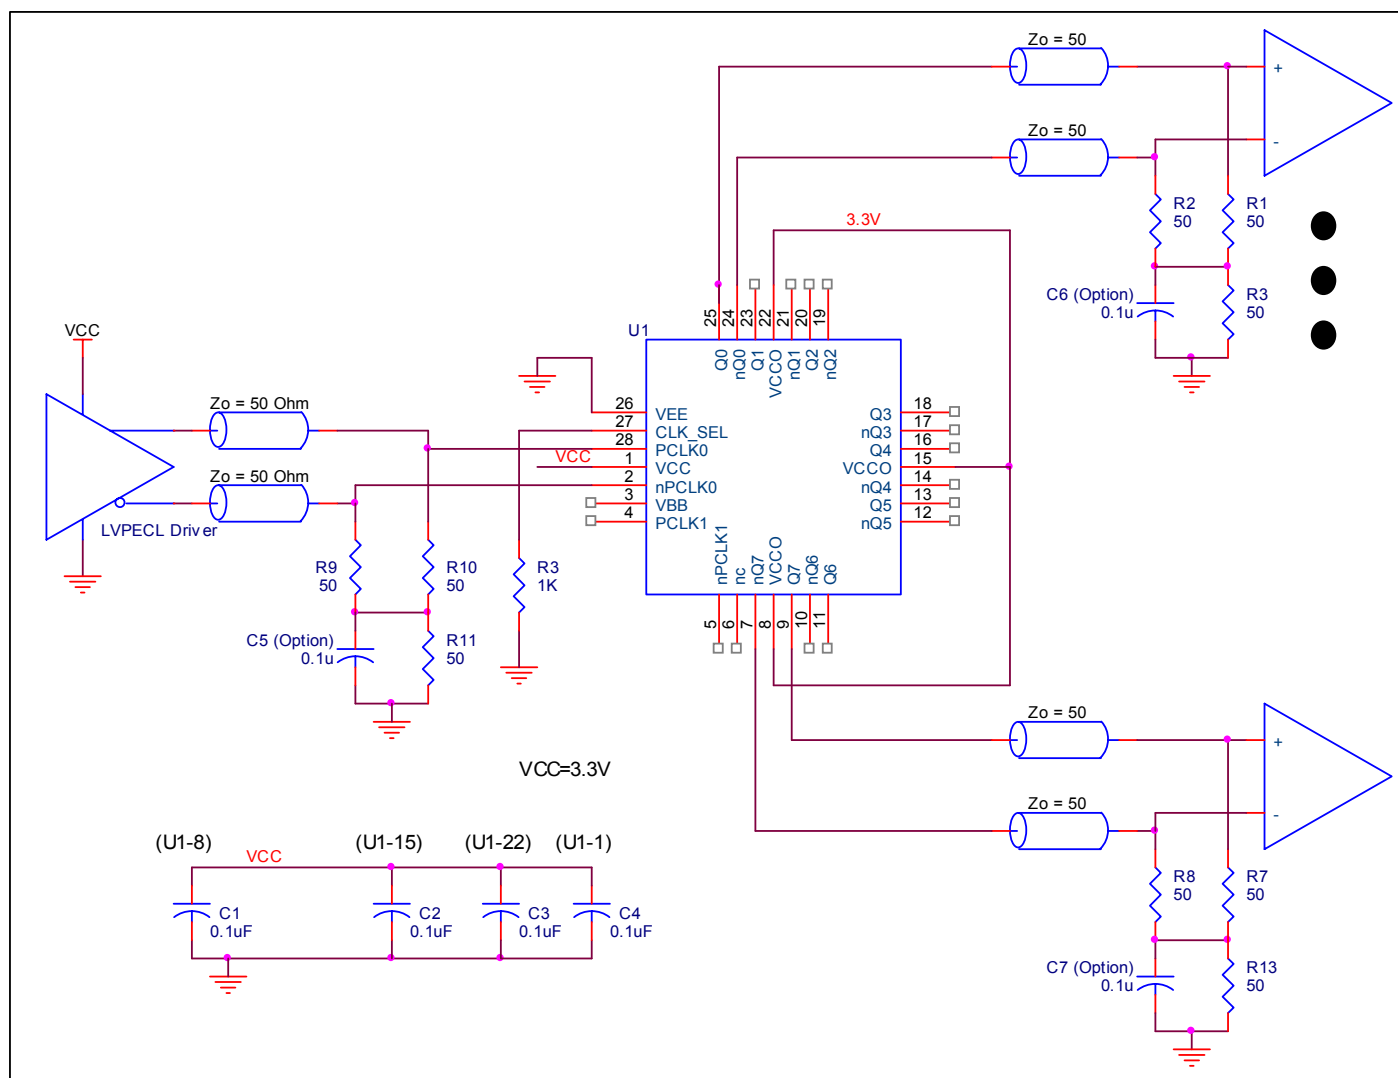 Zo = 50
+
Zo = 50
-
R2
50
R1
50
3.3V
C6 (Option)
0.1u
R3
50
VCC
U1
25
24
23
22
21
20
19
Q0
nQ0
Q1
VCCO
nQ1
Q2
nQ2
Zo = 50 Ohm
Zo = 50 Ohm
LVPECL Driver
VCC
26
27
28
1
2
3
4
VEE
CLK_SEL
PCLK0
VCC
nPCLK0
VBB
PCLK1
Q3
nQ3
Q4
VCCO
nQ4
Q5
nQ5
18
17
16
15
14
13
12
nPCLK1
nc
nQ7
VCCO
Q7
nQ6
Q6
5
6
7
8
9
10
11
R9
50
R10
50
R3
1K
C5 (Option)
0.1u
R11
50
Zo = 50
+
Zo = 50
-
VCC=3.3V
(U1-8)
(U1-15)
(U1-22)
(U1-1)
VCC
C1
0.1uF
C2
0.1uF
C3
0.1uF
C4
0.1uF
R8
50
R7
50
C7 (Option)
0.1u
R13
50